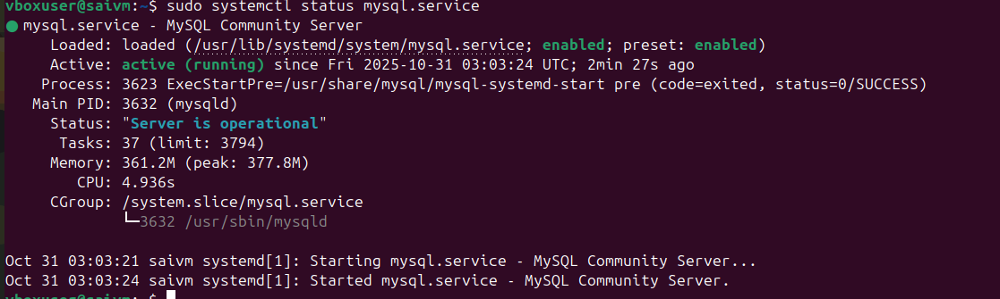 vboxuser@saivm:~$ sudo systemctl status mysql.service
● mysql.service - MySQL Community Server
     Loaded: loaded (/usr/lib/systemd/system/mysql.service; enabled; preset: enabled)
     Active: active (running) since Fri 2025-10-31 03:03:24 UTC; 2min 27s ago
    Process: 3623 ExecStartPre=/usr/share/mysql/mysql-systemd-start pre (code=exited, status=0/SUCCESS)
   Main PID: 3632 (mysqld)
     Status: "Server is operational"
      Tasks: 37 (limit: 3794)
     Memory: 361.2M (peak: 377.8M)
        CPU: 4.936s
     CGroup: /system.slice/mysql.service
             └─3632 /usr/sbin/mysqld
Oct 31 03:03:21 saivm systemd[1]: Starting mysql.service - MySQL Community Server...
Oct 31 03:03:24 saivm systemd[1]: Started mysql.service - MySQL Community Server.
vboxuser@saivm:~$